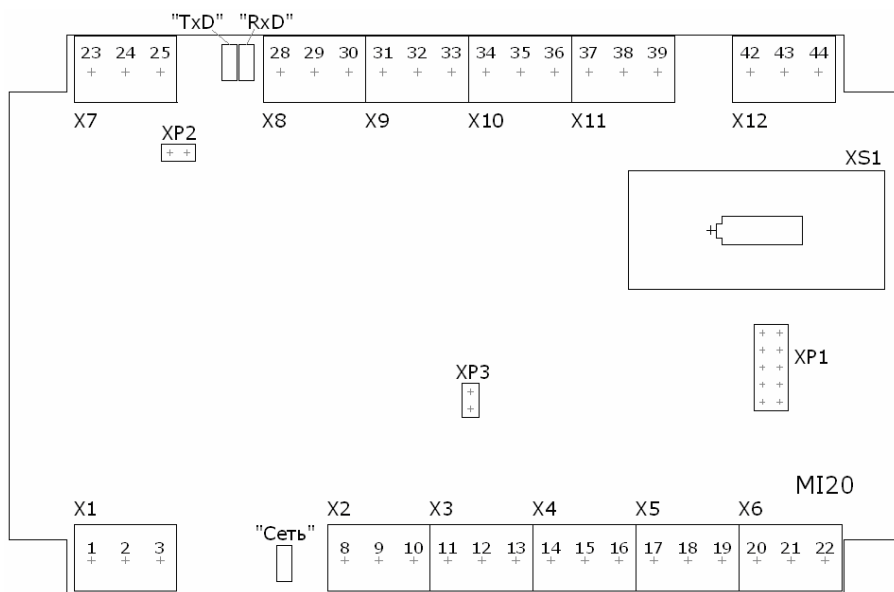 "TxD" "RxD"
23 24 25 28 29 30 31 32 33 34 35 36 37 38 39 42 43 44
X7 X8 X9 X10 X11 X12
XP2
XS1
XP1
XP3
MI20
X1 X2 X3 X4 X5 X6
"Сеть"
1 2 3 8 9 10 11 12 13 14 15 16 17 18 19 20 21 22